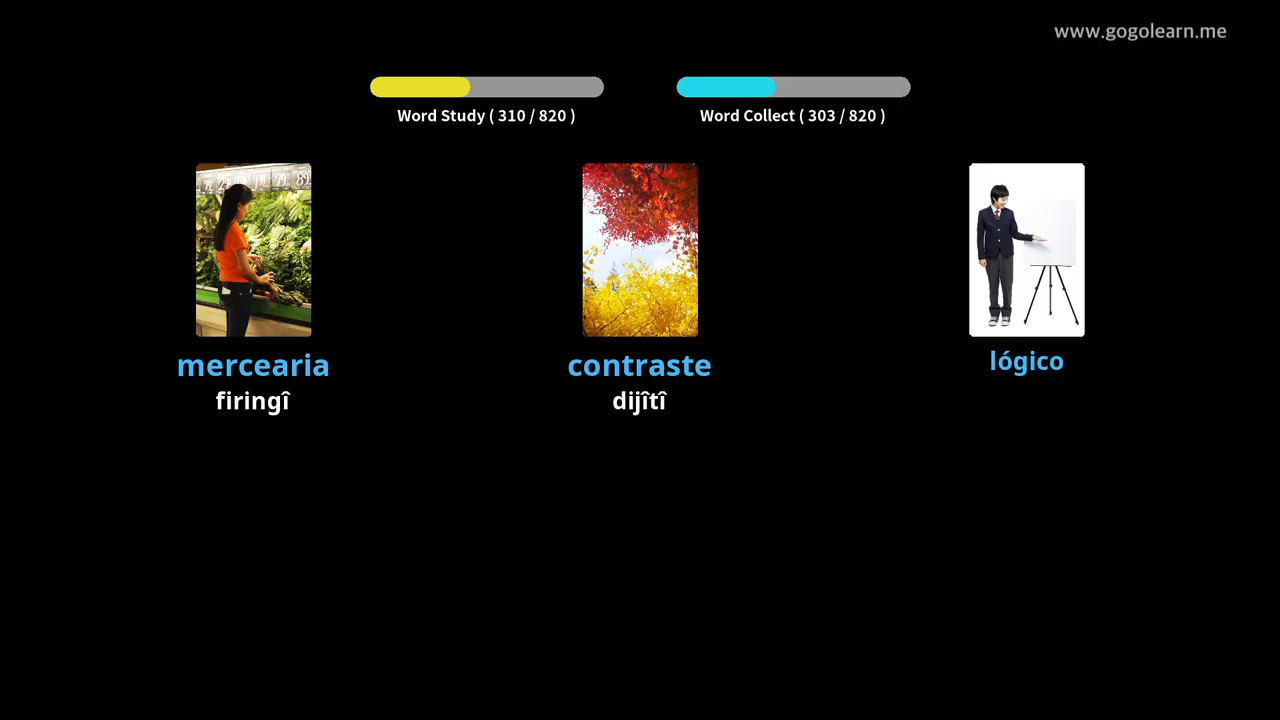 www.gogolearn.me
Word Study ( 310 / 820 )
Word Collect ( 303 / 820 )
mercearia
firingî
contraste
dijîtî
lógico